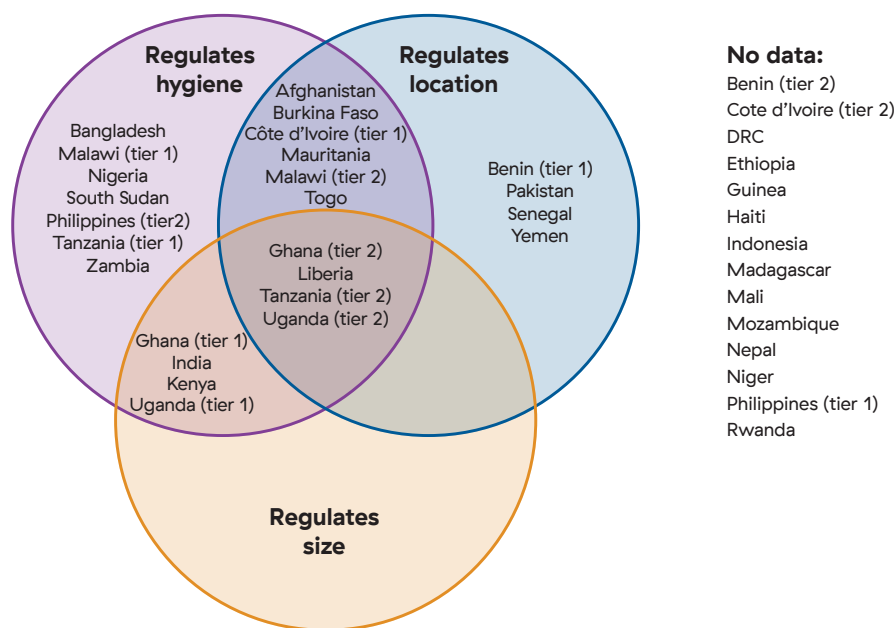 Regulates
hygiene
Regulates
location
Bangladesh
Malawi (tier 1)
Nigeria
South Sudan
Philippines (tier2)
Tanzania (tier 1)
Zambia
Afghanistan
Burkina Faso
Côte d’Ivoire (tier 1)
Mauritania
Malawi (tier 2)
Togo
Benin (tier 1)
Pakistan
Senegal
Yemen
Ghana (tier 2)
Liberia
Tanzania (tier 2)
Uganda (tier 2)
Ghana (tier 1)
India
Kenya
Uganda (tier 1)
Regulates
size
No data:
Benin (tier 2)
Cote d’Ivoire (tier 2)
DRC
Ethiopia
Guinea
Haiti
Indonesia
Madagascar
Mali
Mozambique
Nepal
Niger
Philippines (tier 1)
Rwanda